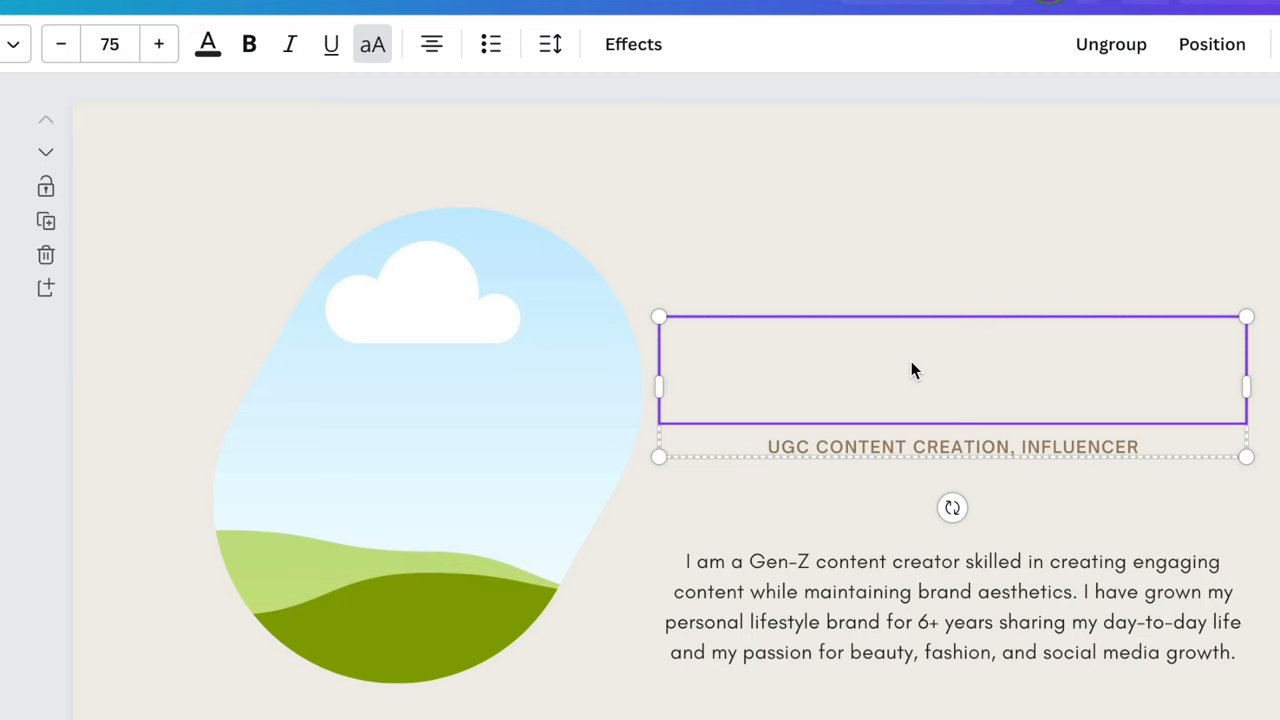 75
B
I
U
aA
Effects
Ungroup
Position
UGC CONTENT CREATION, INFLUENCER
I am a Gen-Z content creator skilled in creating engaging
content while maintaining brand aesthetics. I have grown my
personal lifestyle brand for 6+ years sharing my day-to-day life
and my passion for beauty, fashion, and social media growth.